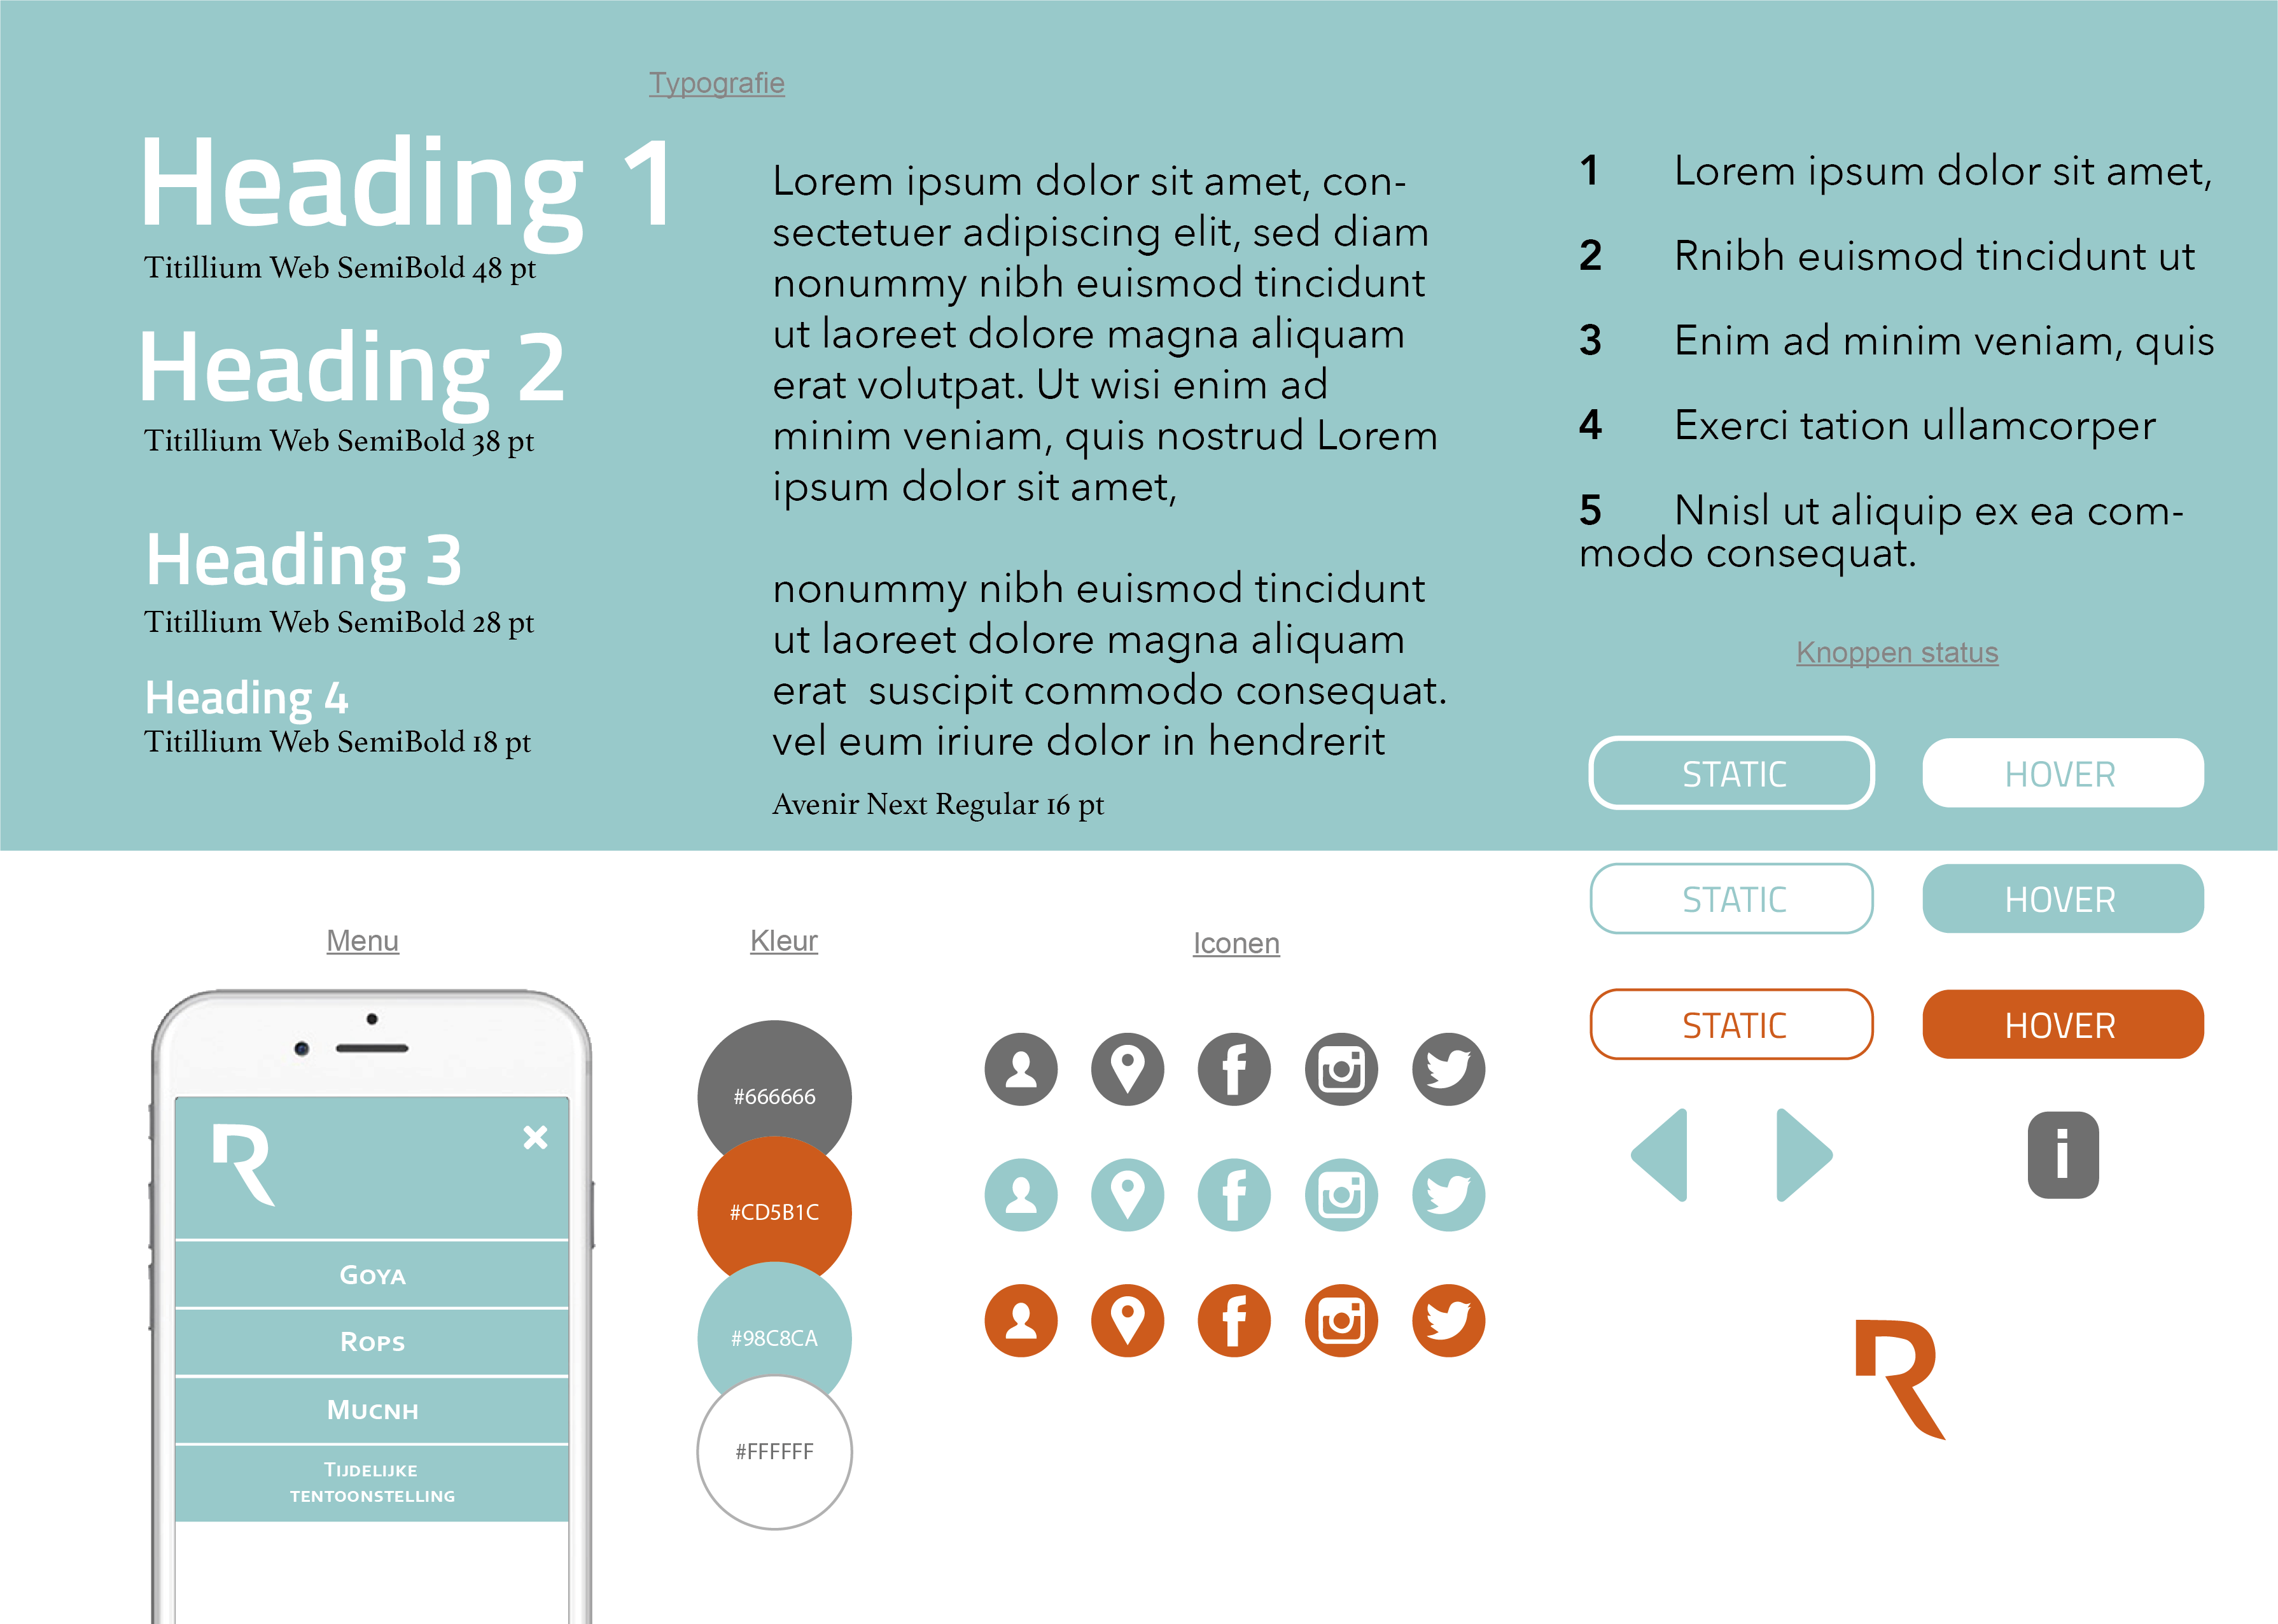 Typografie
Heading 1
Titillium Web SemiBold 48 pt
Heading 2
Titillium Web SemiBold 38 pt
Heading 3
Titillium Web SemiBold 28 pt
Heading 4
Titillium Web SemiBold 18 pt
Lorem ipsum dolor sit amet, con-
sectetuer adipiscing elit, sed diam
nonummy nibh euismod tincidunt
ut laoreet dolore magna aliquam
erat volutpat. Ut wisi enim ad
minim veniam, quis nostrud Lorem
ipsum dolor sit amet,
nonummy nibh euismod tincidunt
ut laoreet dolore magna aliquam
erat  suscipit commodo consequat.
vel eum iriure dolor in hendrerit
Avenir Next Regular 16 pt
1 Lorem ipsum dolor sit amet,
2 Rnibh euismod tincidunt ut
3 Enim ad minim veniam, quis
4 Exerci tation ullamcorper
5 Nnisl ut aliquip ex ea com-
modo consequat.
Knoppen status
STATIC HOVER
STATIC HOVER
STATIC HOVER
i
R
Menu
R
Goya
Rops
Mucnh
Tijdelijke
tentoonstelling
Kleur
#666666
#CD5B1C
#98C8CA
#FFFFFF
Iconen